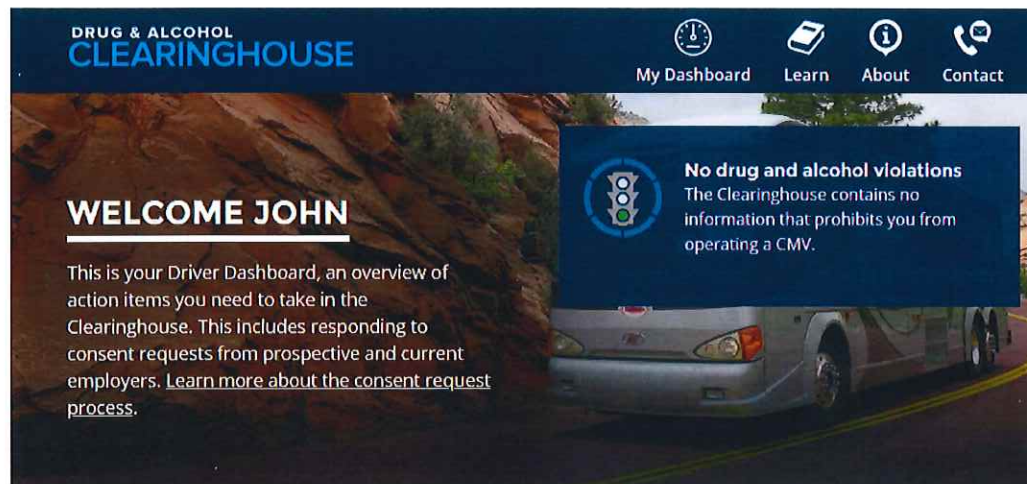 DRUG & ALCOHOL
CLEARINGHOUSE
My Dashboard
Learn
About
Contact
No drug and alcohol violations
The Clearinghouse contains no
information that prohibits you from
operating a CMV.
WELCOME JOHN
This is your Driver Dashboard, an overview of
action items you need to take in the
Clearinghouse. This includes responding to
consent requests from prospective and current
employers. Learn more about the consent request
process.